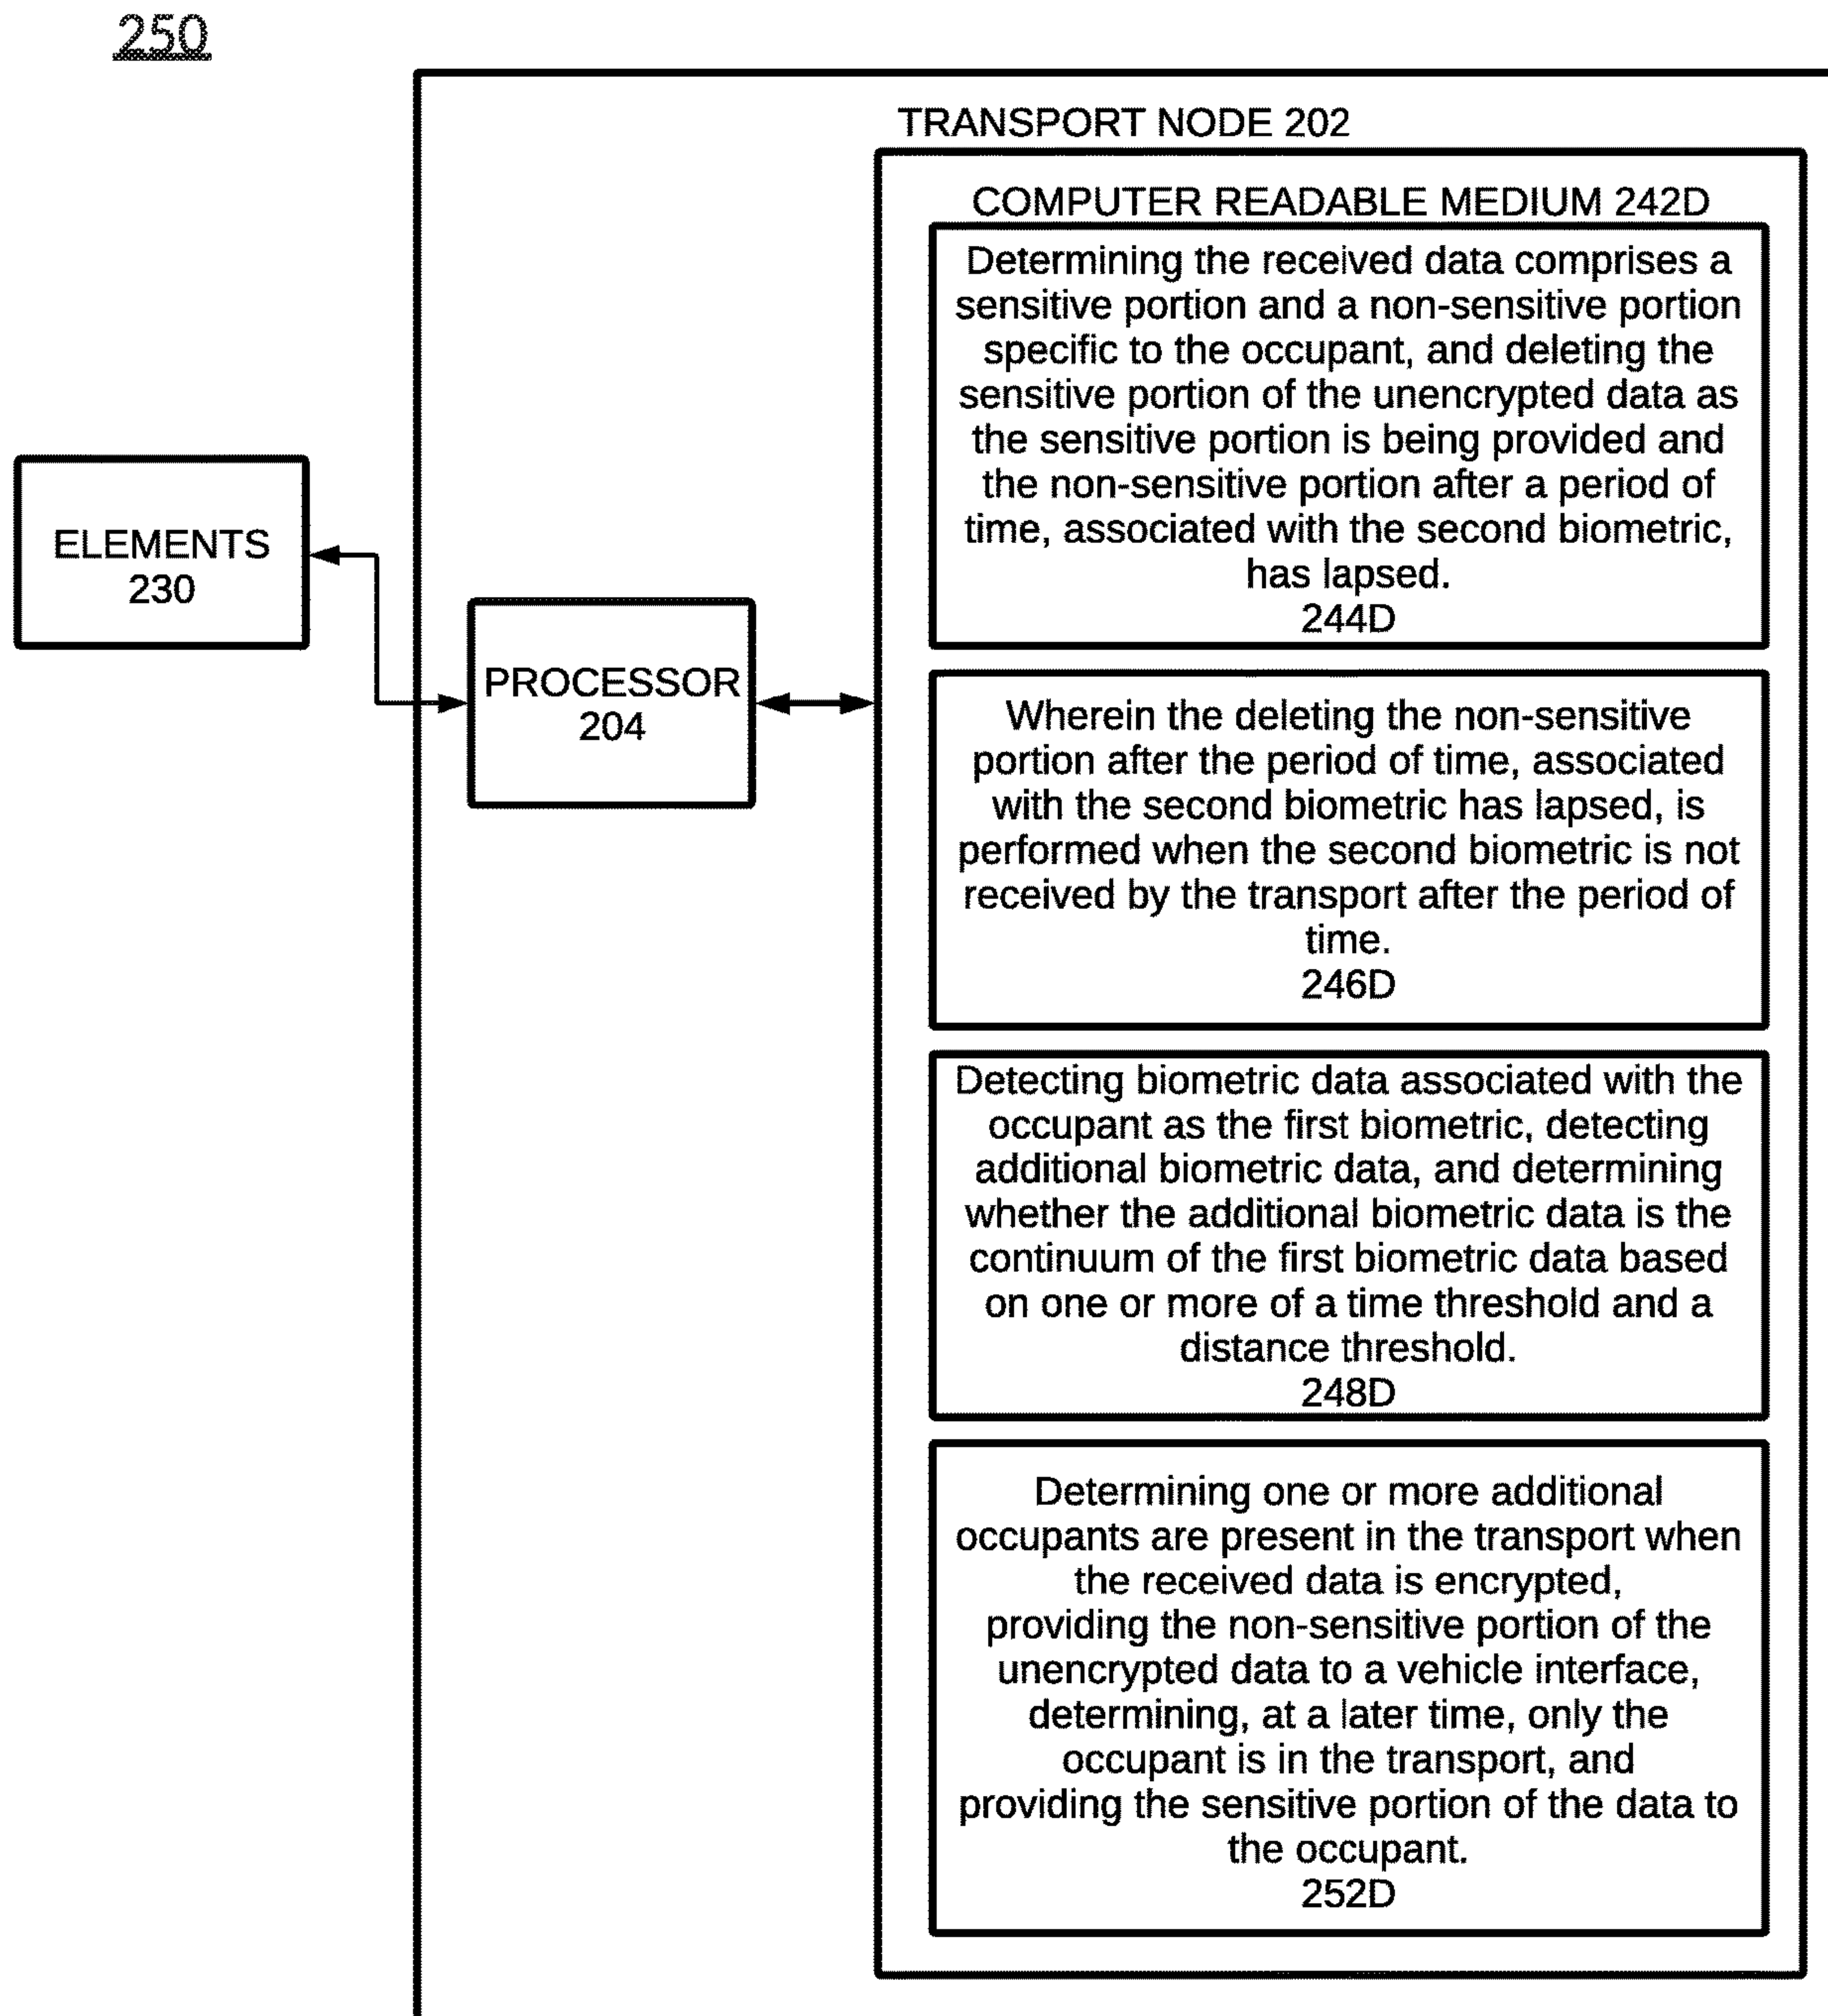 250
TRANSPORT NODE 202
COMPUTER READABLE MEDIUM 242D
Determining the received data comprises a
sensitive portion and a non-sensitive portion
specific to the occupant, and deleting the
sensitive portion of the unencrypted data as
the sensitive portion is being provided and
the non-sensitive portion after a period of
time, associated with the second biometric,
has lapsed.
244D
ELEMENTS
230
PROCESSOR
204
Wherein the deleting the non-sensitive
portion after the period of time, associated
with the second biometric has lapsed, is
performed when the second biometric is not
received by the transport after the period of
time.
246D
Detecting biometric data associated with the
occupant as the first biometric, detecting
additional biometric data, and determining
whether the additional biometric data is the
continuum of the first biometric data based
on one or more of a time threshold and a
distance threshold.
248D
Determining one or more additional
occupants are present in the transport when
the received data is encrypted,
providing the non-sensitive portion of the
unencrypted data to a vehicle interface,
determining, at a later time, only the
occupant is in the transport, and
providing the sensitive portion of the data to
the occupant.
252D